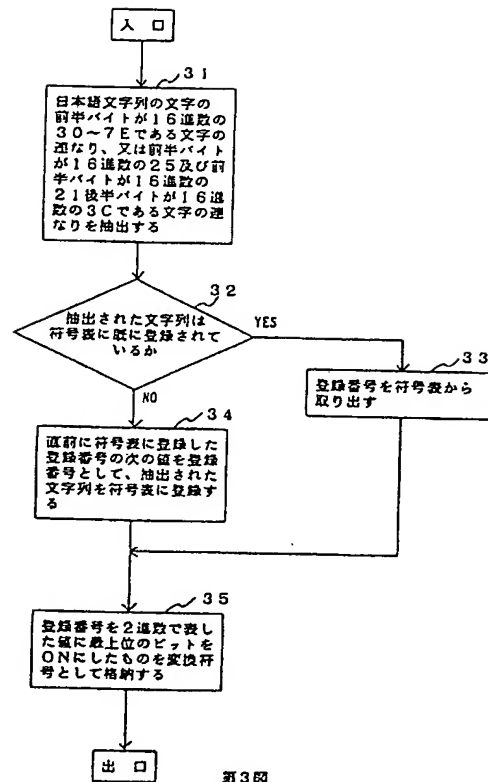 入 口
31
日本語文字列の文字の
前半バイトが16進数の
30〜7Eである文字の
連なり、又は前半バイト
が16進数の25及び前
半バイトが16進数の
21後半バイトが16進
数の3Cである文字の連
なりを抽出する
32
抽出された文字列は
符号表に既に登録されて
いるか
YES
33
登録番号を符号表から
取り出す
NO
34
直前に符号表に登録した
登録番号の次の値を登録
番号として、抽出された
文字列を符号表に登録す
る
35
登録番号を2進数で表し
た値に最上位のビットを
ONにしたものを変換符
号として格納する
出 口
第3図